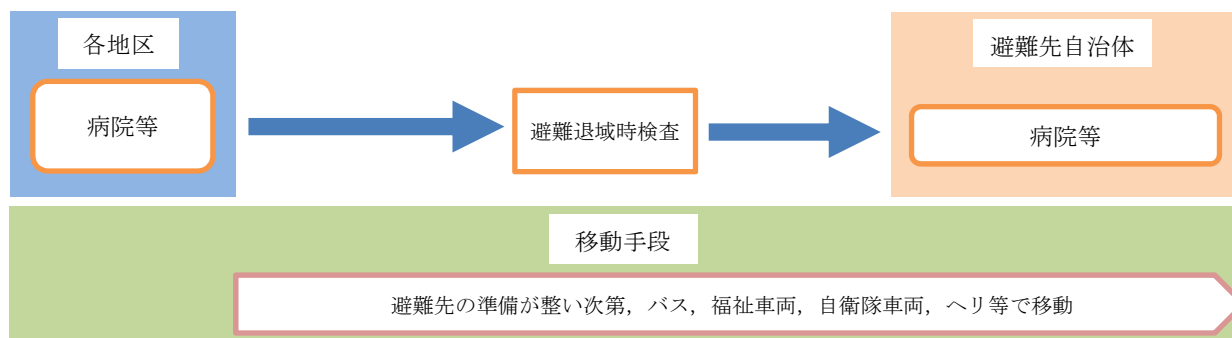 各地区
避難先自治体
病院等
避難退域時検査
病院等
移動手段
避難先の準備が整い次第，バス，福祉車両，自衛隊車両，ヘリ等で移動